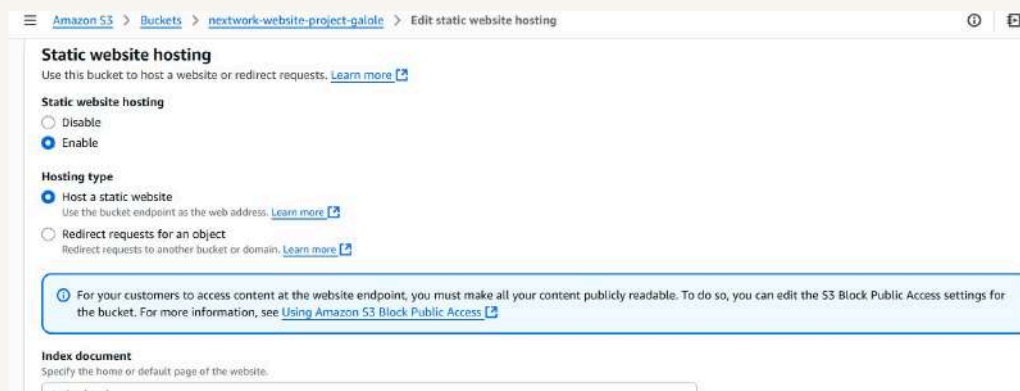 Amazon S3 > Buckets > nextwork-website-project-galole > Edit static website hosting
Static website hosting
Use this bucket to host a website or redirect requests. Learn more
Static website hosting
Disable
Enable
Hosting type
Host a static website
Use the bucket endpoint as the web address. Learn more
Redirect requests for an object
Redirect requests to another bucket or domain. Learn more
For your customers to access content at the website endpoint, you must make all your content publicly readable. To do so, you can edit the S3 Block Public Access settings for
the bucket. For more information, see Using Amazon S3 Block Public Access
Index document
Specify the home or default page of the website.